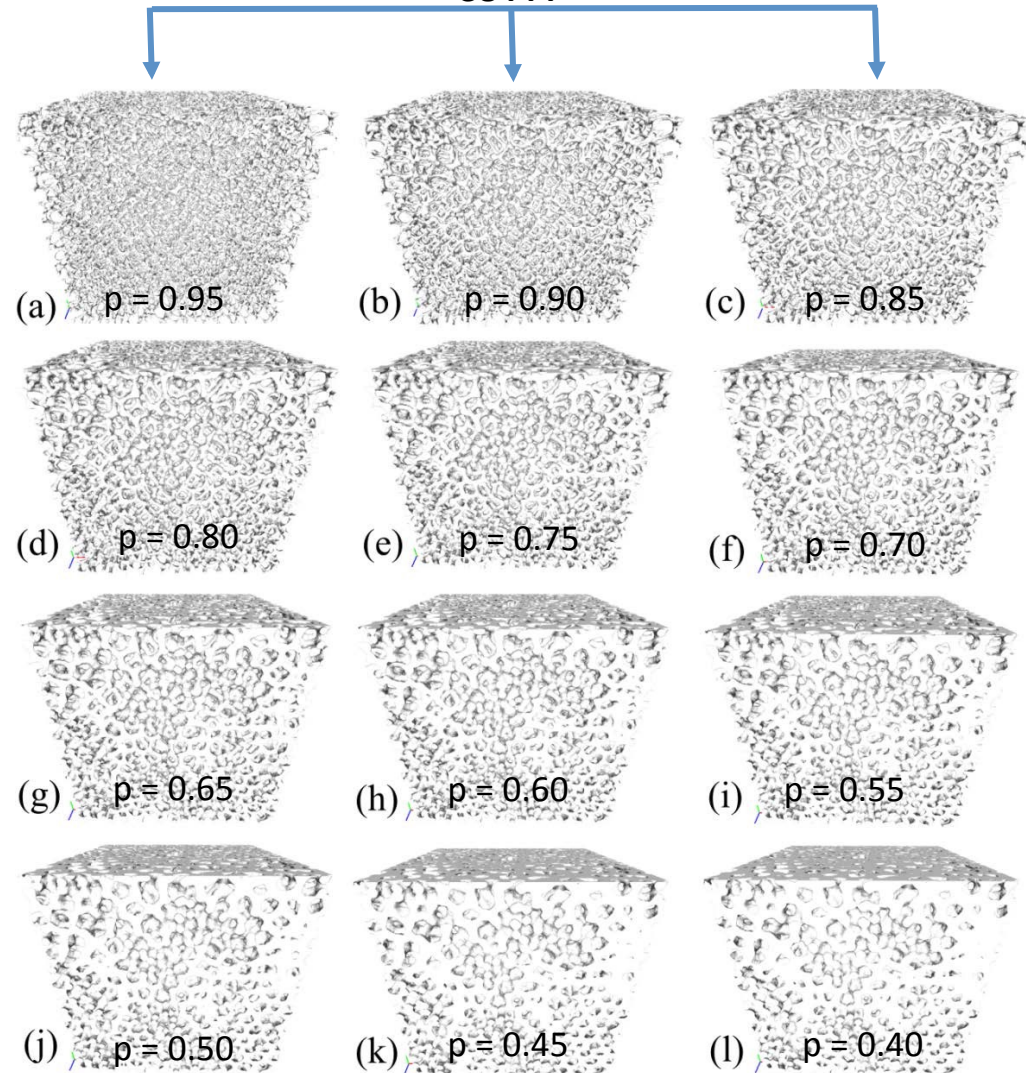 (a) p = 0.95
(b) p = 0.90
(c) p = 0.85
(d) p = 0.80
(e) p = 0.75
(f) p = 0.70
(g) p = 0.65
(h) p = 0.60
(i) p = 0.55
(j) p = 0.50
(k) p = 0.45
(l) p = 0.40